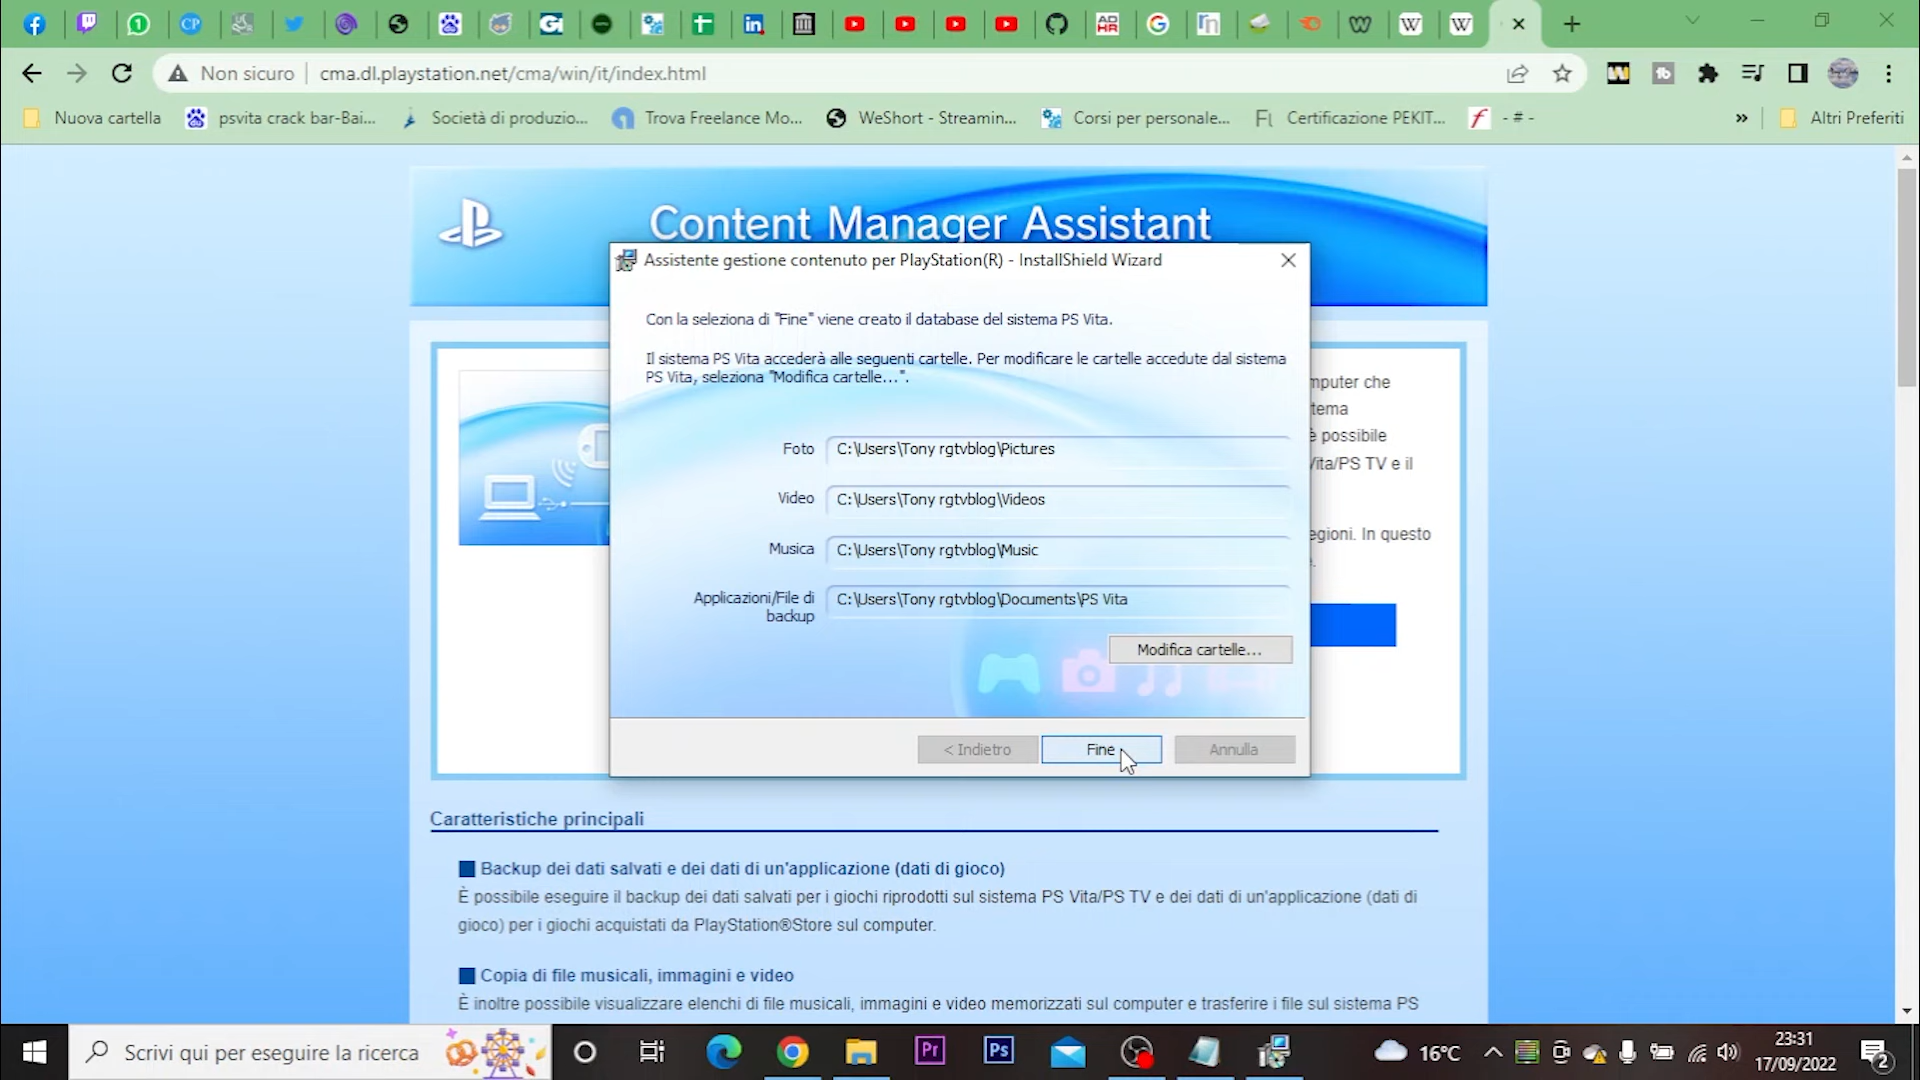 Non sicuro
cma.dl.playstation.net/cma/win/it/index.html
Nuova cartella
psvita crack bar-Bai...
Società di produzio...
Trova Freelance Mo...
WeShort - Streamin...
Corsi per personale...
Certificazione PEKIT...
- # -
»
Altri Preferiti
Content Manager Assistant
Assistente gestione contenuto per PlayStation(R) - InstallShield Wizard
Con la seleziona di "Fine" viene creato il database del sistema PS Vita.
Il sistema PS Vita accederà alle seguenti cartelle. Per modificare le cartelle accedute dal sistema
PS Vita, seleziona "Modifica cartelle...".
Foto
C:\Users\Tony rgtvblog\Pictures
Video
C:\Users\Tony rgtvblog\Videos
Musica
C:\Users\Tony rgtvblog\Music
Applicazioni/File di
backup
C:\Users\Tony rgtvblog\Documents\PS Vita
Modifica cartelle...
< Indietro
Fine
Annulla
mputer che
tema
è possibile
Vita/PS TV e il
egioni. In questo
Caratteristiche principali
Backup dei dati salvati e dei dati di un'applicazione (dati di gioco)
È possibile eseguire il backup dei dati salvati per i giochi riprodotti sul sistema PS Vita/PS TV e dei dati di un'applicazione (dati di
gioco) per i giochi acquistati da PlayStation®Store sul computer.
Copia di file musicali, immagini e video
È inoltre possibile visualizzare elenchi di file musicali, immagini e video memorizzati sul computer e trasferire i file sul sistema PS
Scrivi qui per eseguire la ricerca
Pr
Ps
16°C
23:31
17/09/2022
2